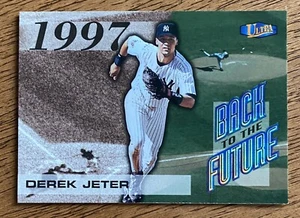 1997
ULTRA
BACK
TO THE
FUTURE
DEREK JETER